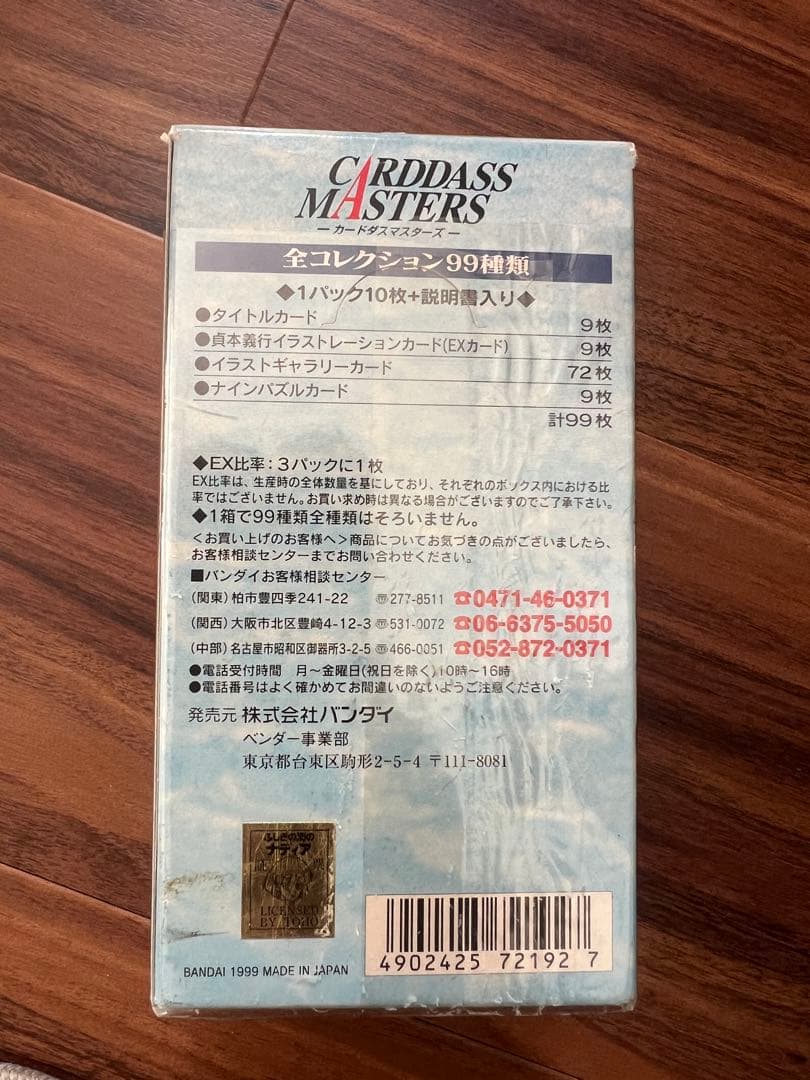 CARDDASS
MASTERS
ーカードダスマスターズー
全コレクション99種類
◆1パック10枚+説明書入り◆
●タイトルカード 9枚
●貞本義行イラストレーションカード(EXカード) 9枚
●イラストギャラリーカード 72枚
●ナインパズルカード 9枚
計99枚
◆EX比率：3パックに1枚
EX比率は、生産時の全体数量を基にしており、それぞれのボックス内における比
率ではございません。お買い求め時は異なる場合がございますのでご了承下さい。
◆1箱で99種類全種類はそろいません。
＜お買い上げのお客様へ＞商品についてお気づきの点がございましたら、
お客様相談センターまでお問い合わせください。
■バンダイお客様相談センター
(関東)柏市豊四季241-22 〠277-8511 ☎0471-46-0371
(関西)大阪市北区豊崎4-12-3 〠531-0072 ☎06-6375-5050
(中部)名古屋市昭和区御器所3-2-5 〠466-0051 ☎052-872-0371
●電話受付時間 月～金曜日(祝日を除く)10時～16時
●電話番号はよく確かめてお間違いのないようご注意ください。
発売元 株式会社バンダイ
ベンダー事業部
東京都台東区駒形2-5-4 〒111-8081
ふしぎの海の
ナディア
LICENSED
BY TOHO
BANDAI 1999 MADE IN JAPAN
4902425 721927